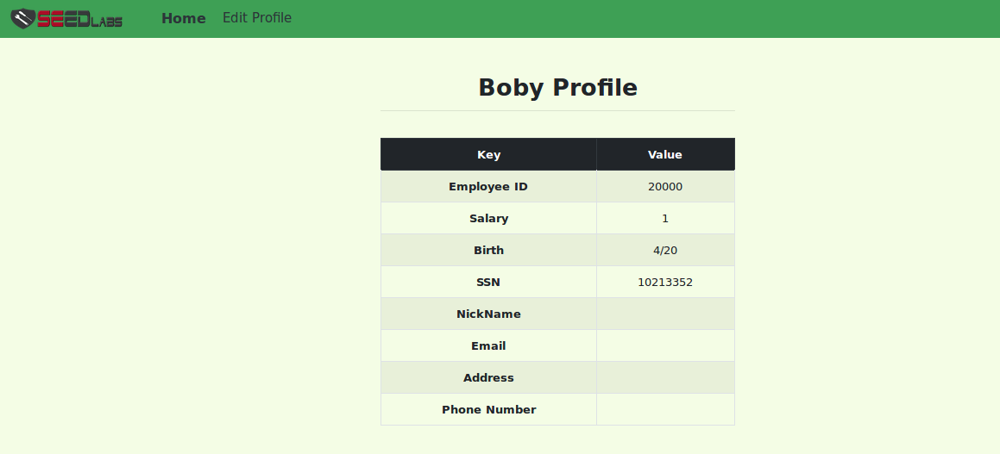 SEEDLABS Home Edit Profile
Boby Profile
Key Value
Employee ID 20000
Salary 1
Birth 4/20
SSN 10213352
NickName
Email
Address
Phone Number